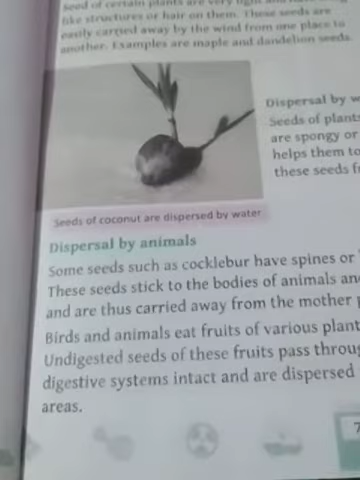 seed of certain plants are very light and have
like structures or hair on them. These seeds are
easily carried away by the wind from one place to
another. Examples are maple and dandelion seeds.
Dispersal by w
Seeds of plants
are spongy or
helps them to
these seeds fr
Seeds of coconut are dispersed by water
Dispersal by animals
Some seeds such as cocklebur have spines or
These seeds stick to the bodies of animals an
and are thus carried away from the mother p
Birds and animals eat fruits of various plant
Undigested seeds of these fruits pass throug
digestive systems intact and are dispersed
areas.
7